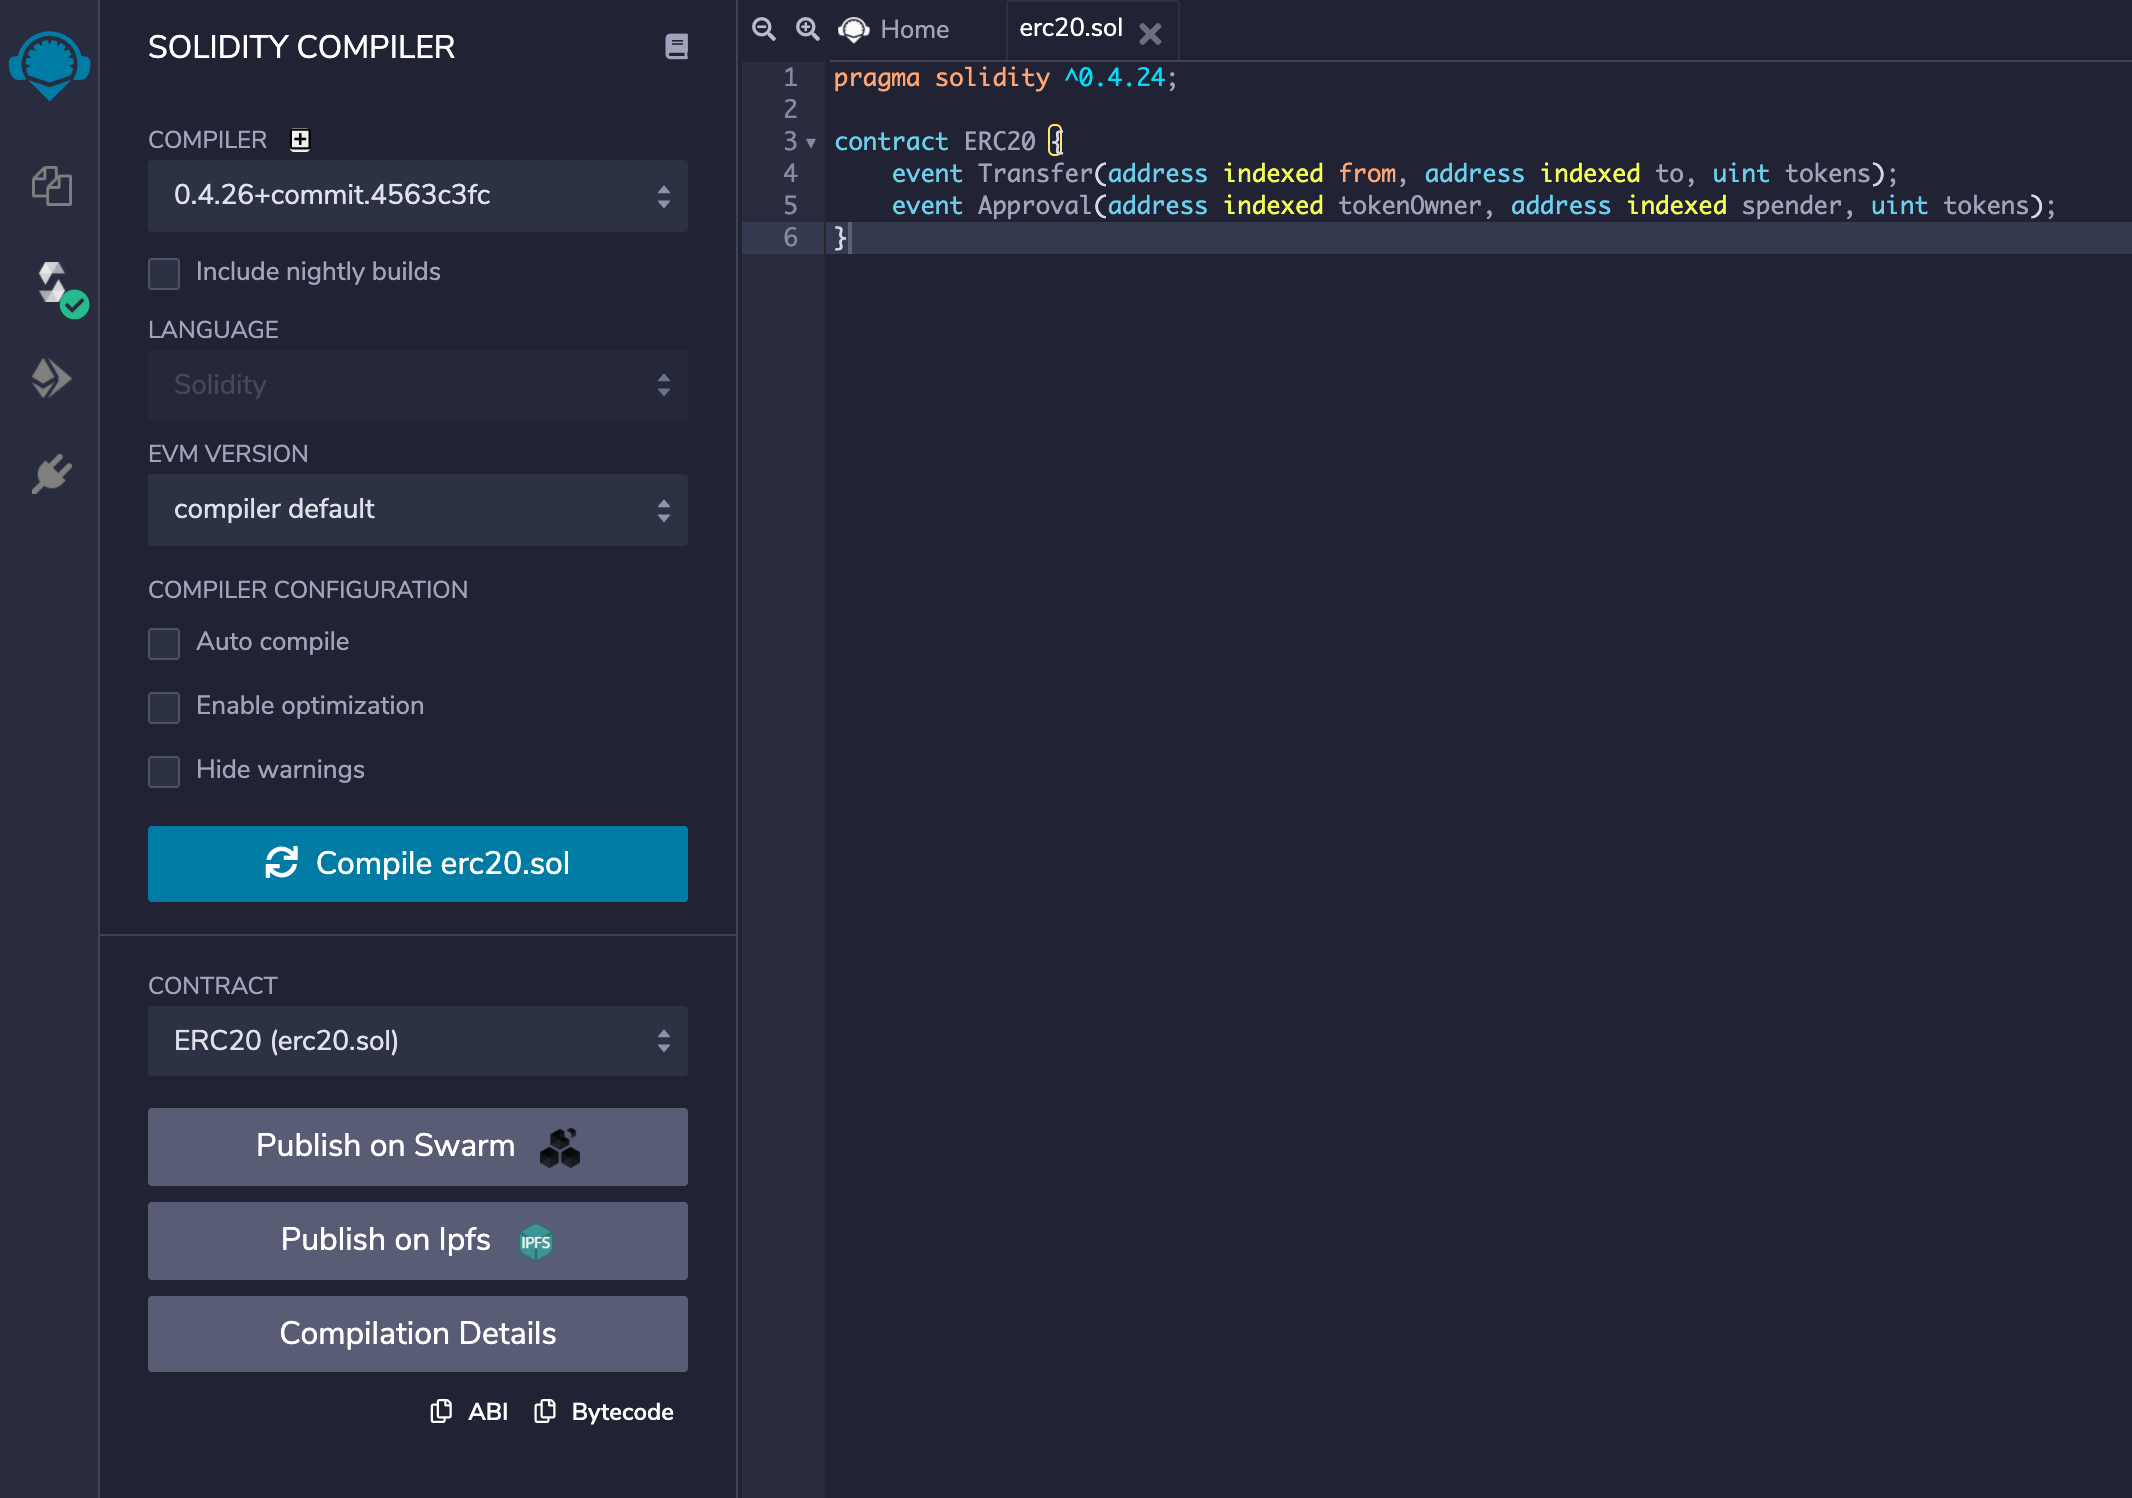 SOLIDITY COMPILER
COMPILER
0.4.26+commit.4563c3fc
Include nightly builds
LANGUAGE
Solidity
EVM VERSION
compiler default
COMPILER CONFIGURATION
Auto compile
Enable optimization
Hide warnings
Compile erc20.sol
CONTRACT
ERC20 (erc20.sol)
Publish on Swarm
Publish on Ipfs IPFS
Compilation Details
ABI Bytecode
Home erc20.sol
1 pragma solidity ^0.4.24;
2
3 contract ERC20 {
4 event Transfer(address indexed from, address indexed to, uint tokens);
5 event Approval(address indexed tokenOwner, address indexed spender, uint tokens);
6 }